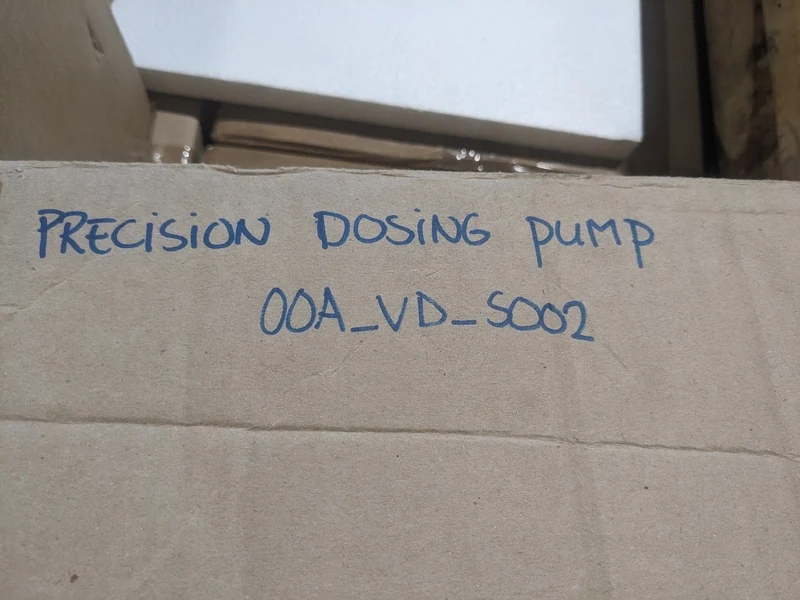 PRECISION DOSING PUMP
00A_VD_S002